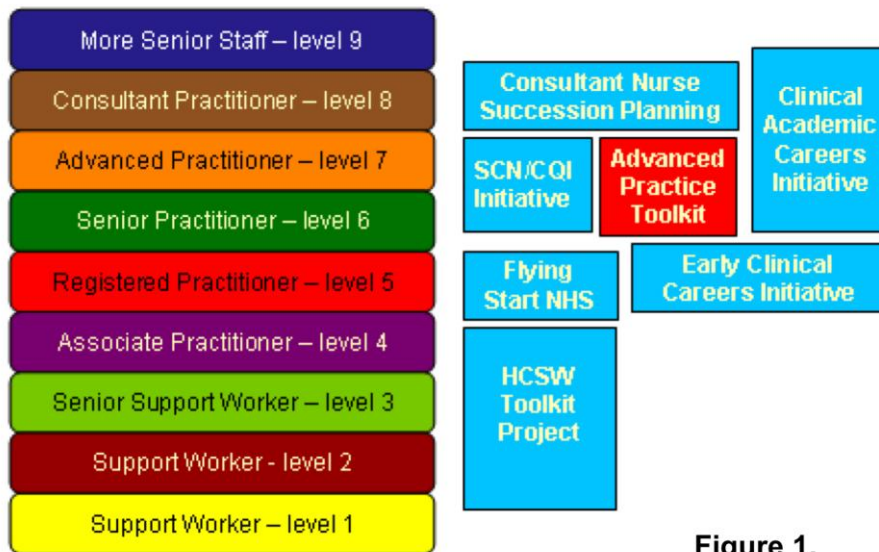 More Senior Staff – level 9
Consultant Practitioner – level 8
Advanced Practitioner – level 7
Senior Practitioner – level 6
Registered Practitioner – level 5
Associate Practitioner – level 4
Senior Support Worker – level 3
Support Worker - level 2
Support Worker – level 1
Consultant Nurse
Succession Planning
Clinical
Academic
Careers
Initiative
SCN/CQI
Initiative
Advanced
Practice
Toolkit
Flying
Start NHS
Early Clinical
Careers Initiative
HCSW
Toolkit
Project
Figure 1.